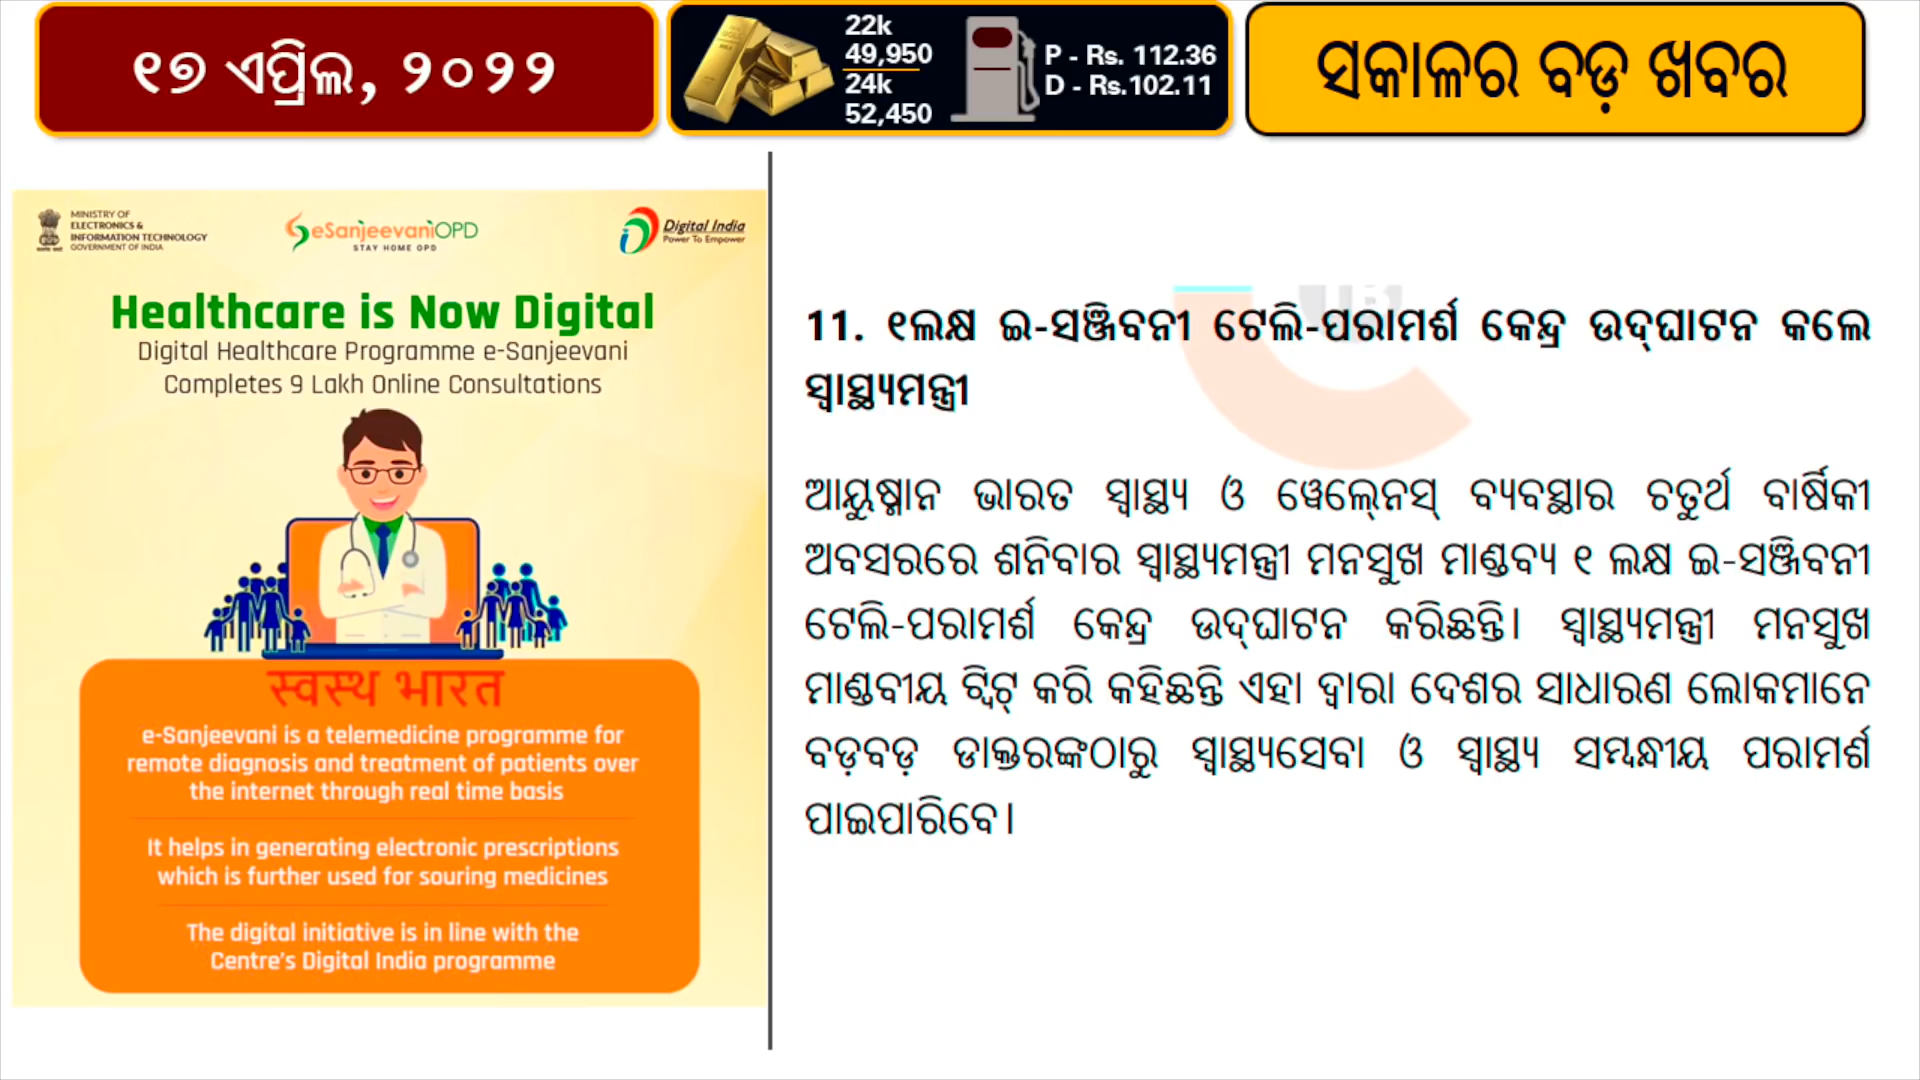 ୧୭ ଏପ୍ରିଲ, ୨୦୨୨
22k
49,950
24k
52,450
P - Rs. 112.36
D - Rs.102.11
ସକାଳର ବଡ଼ ଖବର
MINISTRY OF
ELECTRONICS &
INFORMATION TECHNOLOGY
GOVERNMENT OF INDIA
eSanjeevaniOPD
STAY HOME OPD
Digital India
Power To Empower
Healthcare is Now Digital
Digital Healthcare Programme e-Sanjeevani
Completes 9 Lakh Online Consultations
स्वस्थ भारत
e-Sanjeevani is a telemedicine programme for
remote diagnosis and treatment of patients over
the internet through real time basis
It helps in generating electronic prescriptions
which is further used for souring medicines
The digital initiative is in line with the
Centre's Digital India programme
11. ୧ଲକ୍ଷ ଇ-ସଞ୍ଜିବନୀ ଟେଲି-ପରାମର୍ଶ କେନ୍ଦ୍ର ଉଦ୍‌ଘାଟନ କଲେ
ସ୍ୱାସ୍ଥ୍ୟମନ୍ତ୍ରୀ
ଆୟୁଷ୍ମାନ ଭାରତ ସ୍ୱାସ୍ଥ୍ୟ ଓ ୱେଲ୍‌ନେସ୍ ବ୍ୟବସ୍ଥାର ଚତୁର୍ଥ ବାର୍ଷିକୀ
ଅବସରରେ ଶନିବାର ସ୍ୱାସ୍ଥ୍ୟମନ୍ତ୍ରୀ ମନସୁଖ ମାଣ୍ଡବ୍ୟ ୧ ଲକ୍ଷ ଇ-ସଞ୍ଜିବନୀ
ଟେଲି-ପରାମର୍ଶ କେନ୍ଦ୍ର ଉଦ୍‌ଘାଟନ କରିଛନ୍ତି। ସ୍ୱାସ୍ଥ୍ୟମନ୍ତ୍ରୀ ମନସୁଖ
ମାଣ୍ଡବୀୟ ଟ୍ୱିଟ୍ କରି କହିଛନ୍ତି ଏହା ଦ୍ୱାରା ଦେଶର ସାଧାରଣ ଲୋକମାନେ
ବଡ଼ବଡ଼ ଡାକ୍ତରଙ୍କଠାରୁ ସ୍ୱାସ୍ଥ୍ୟସେବା ଓ ସ୍ୱାସ୍ଥ୍ୟ ସମ୍ବନ୍ଧୀୟ ପରାମର୍ଶ
ପାଇପାରିବେ।